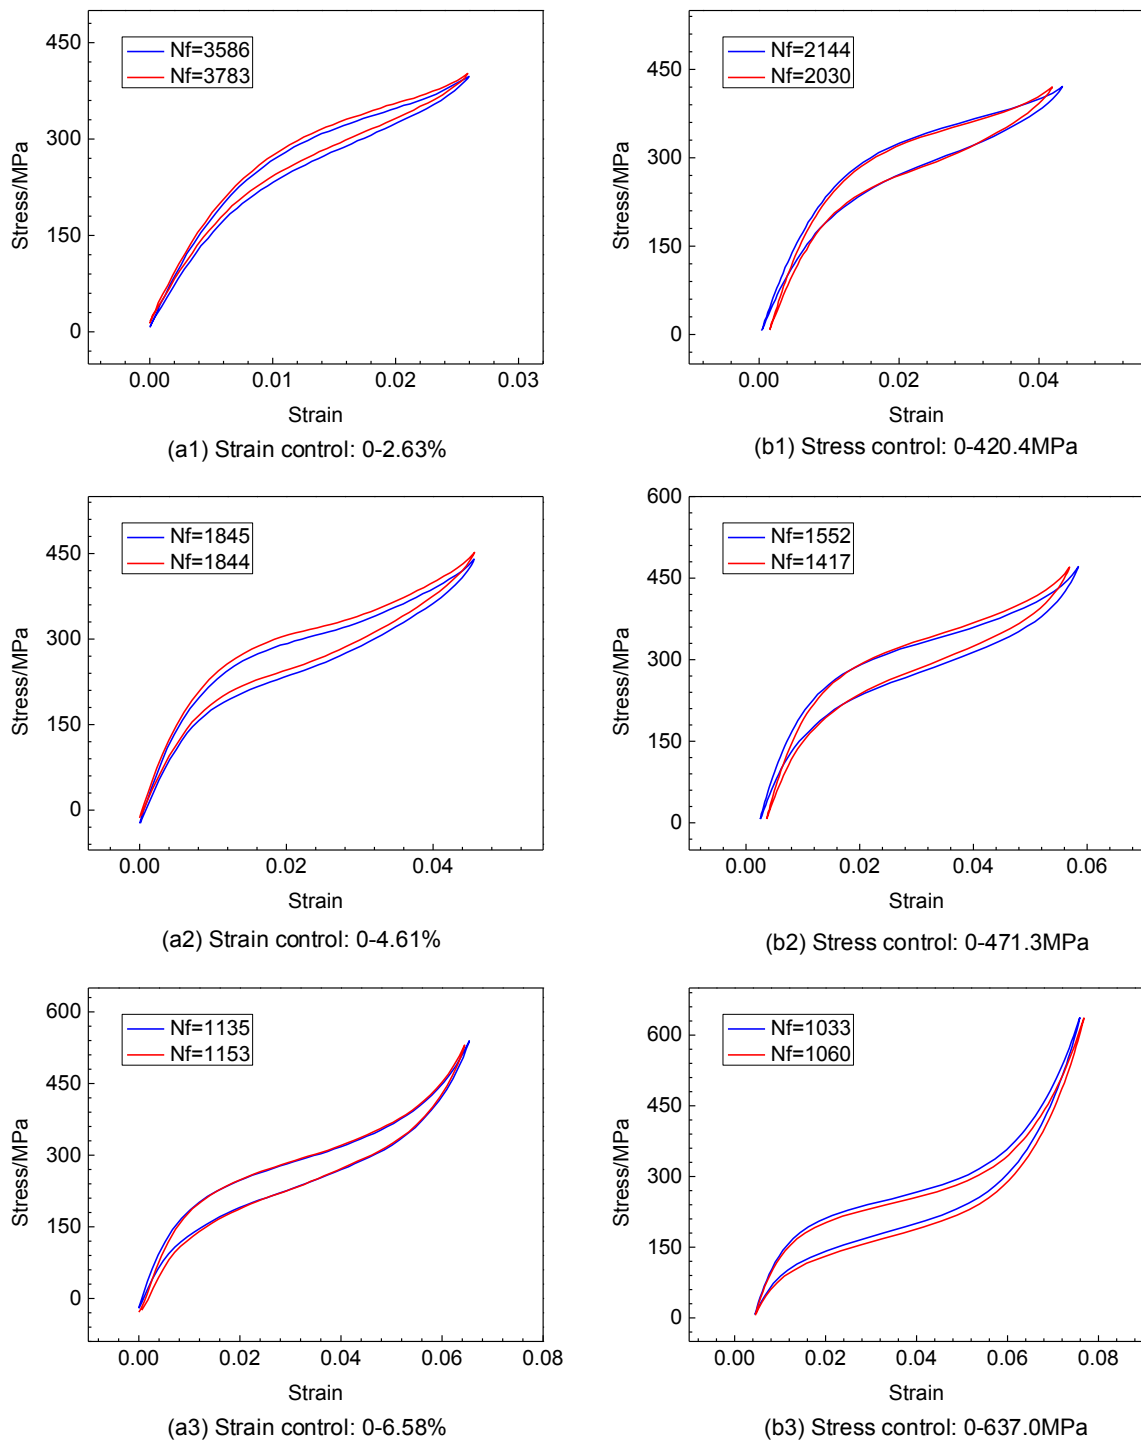 450
300
150
0
Stress/MPa
Nf=3586
Nf=3783
0.00 0.01 0.02 0.03
Strain
(a1) Strain control: 0-2.63%
450
300
150
0
Stress/MPa
Nf=2144
Nf=2030
0.00 0.02 0.04
Strain
(b1) Stress control: 0-420.4MPa
450
300
150
0
Stress/MPa
Nf=1845
Nf=1844
0.00 0.02 0.04
Strain
(a2) Strain control: 0-4.61%
600
450
300
150
0
Stress/MPa
Nf=1552
Nf=1417
0.00 0.02 0.04 0.06
Strain
(b2) Stress control: 0-471.3MPa
600
450
300
150
0
Stress/MPa
Nf=1135
Nf=1153
0.00 0.02 0.04 0.06 0.08
Strain
(a3) Strain control: 0-6.58%
600
450
300
150
0
Stress/MPa
Nf=1033
Nf=1060
0.00 0.02 0.04 0.06 0.08
Strain
(b3) Stress control: 0-637.0MPa